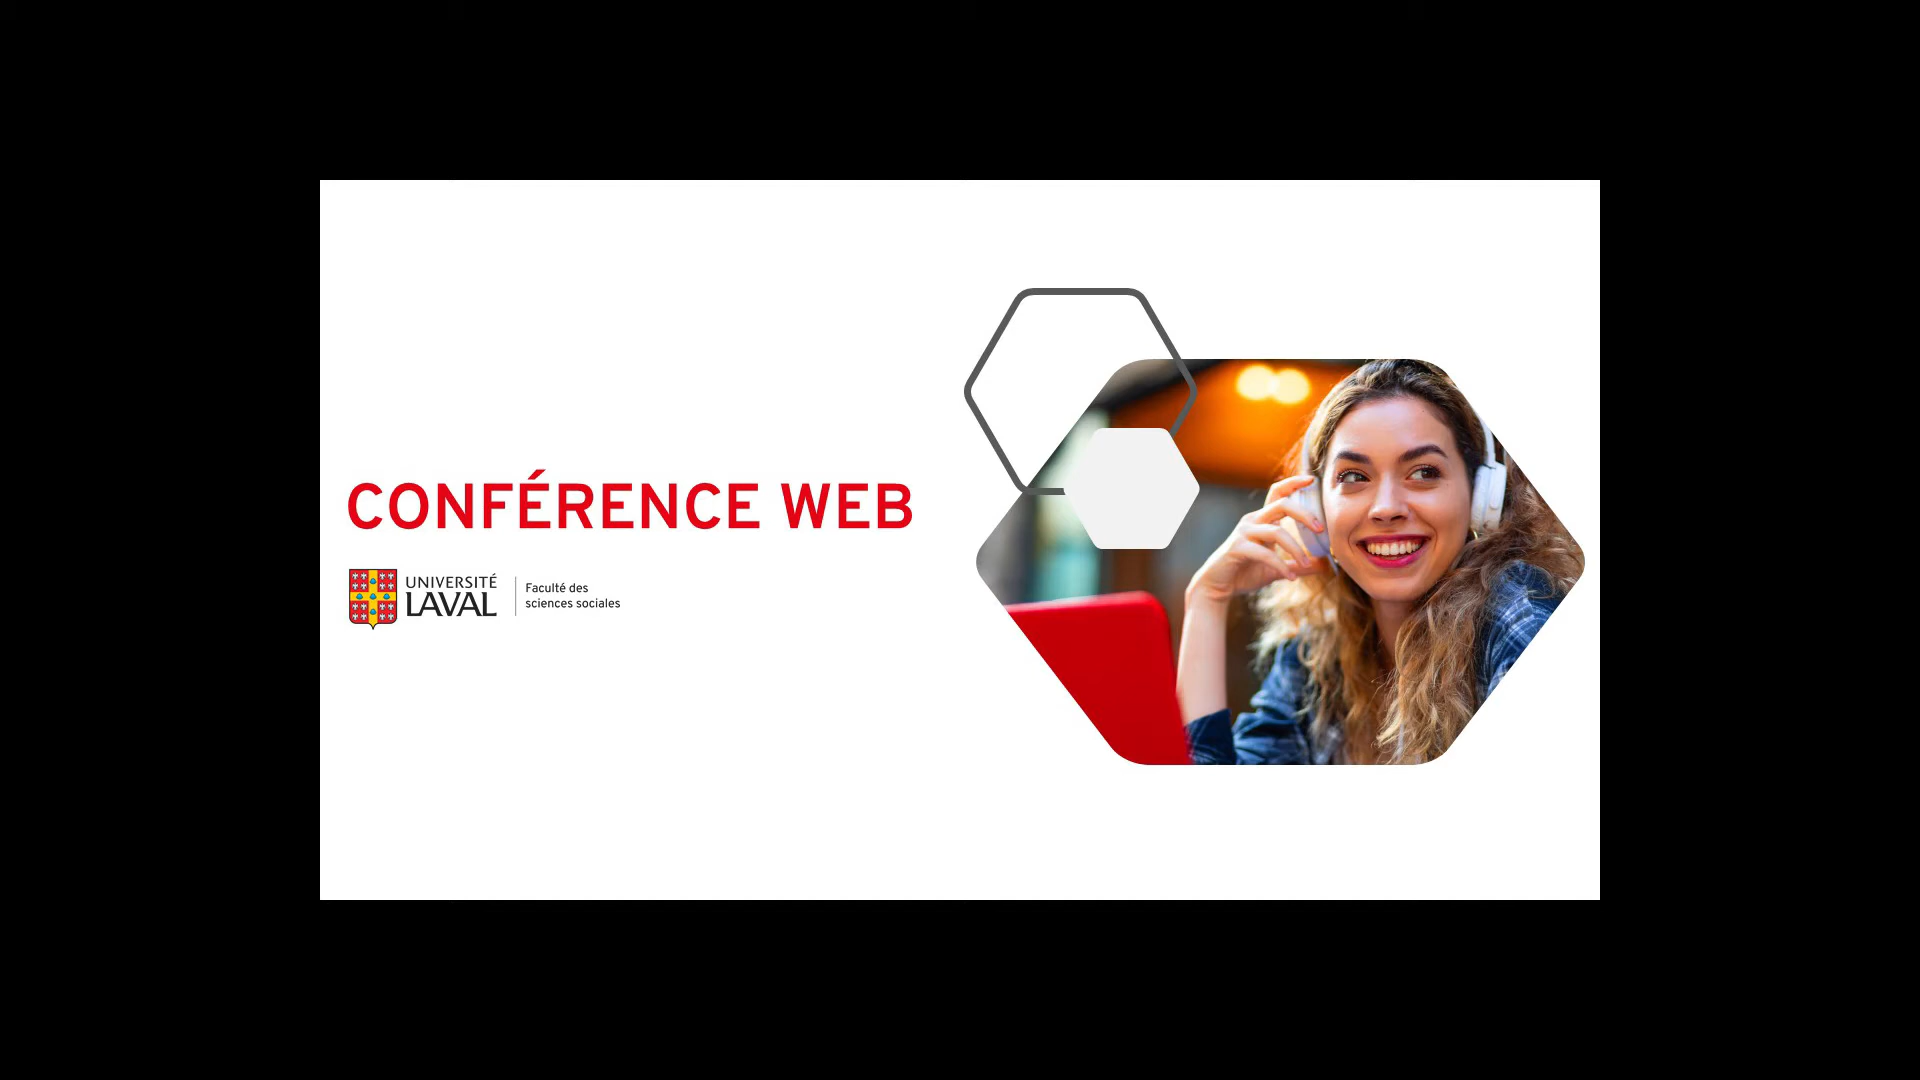 CONFÉRENCE WEB
UNIVERSITÉ
LAVAL
Faculté des
sciences sociales